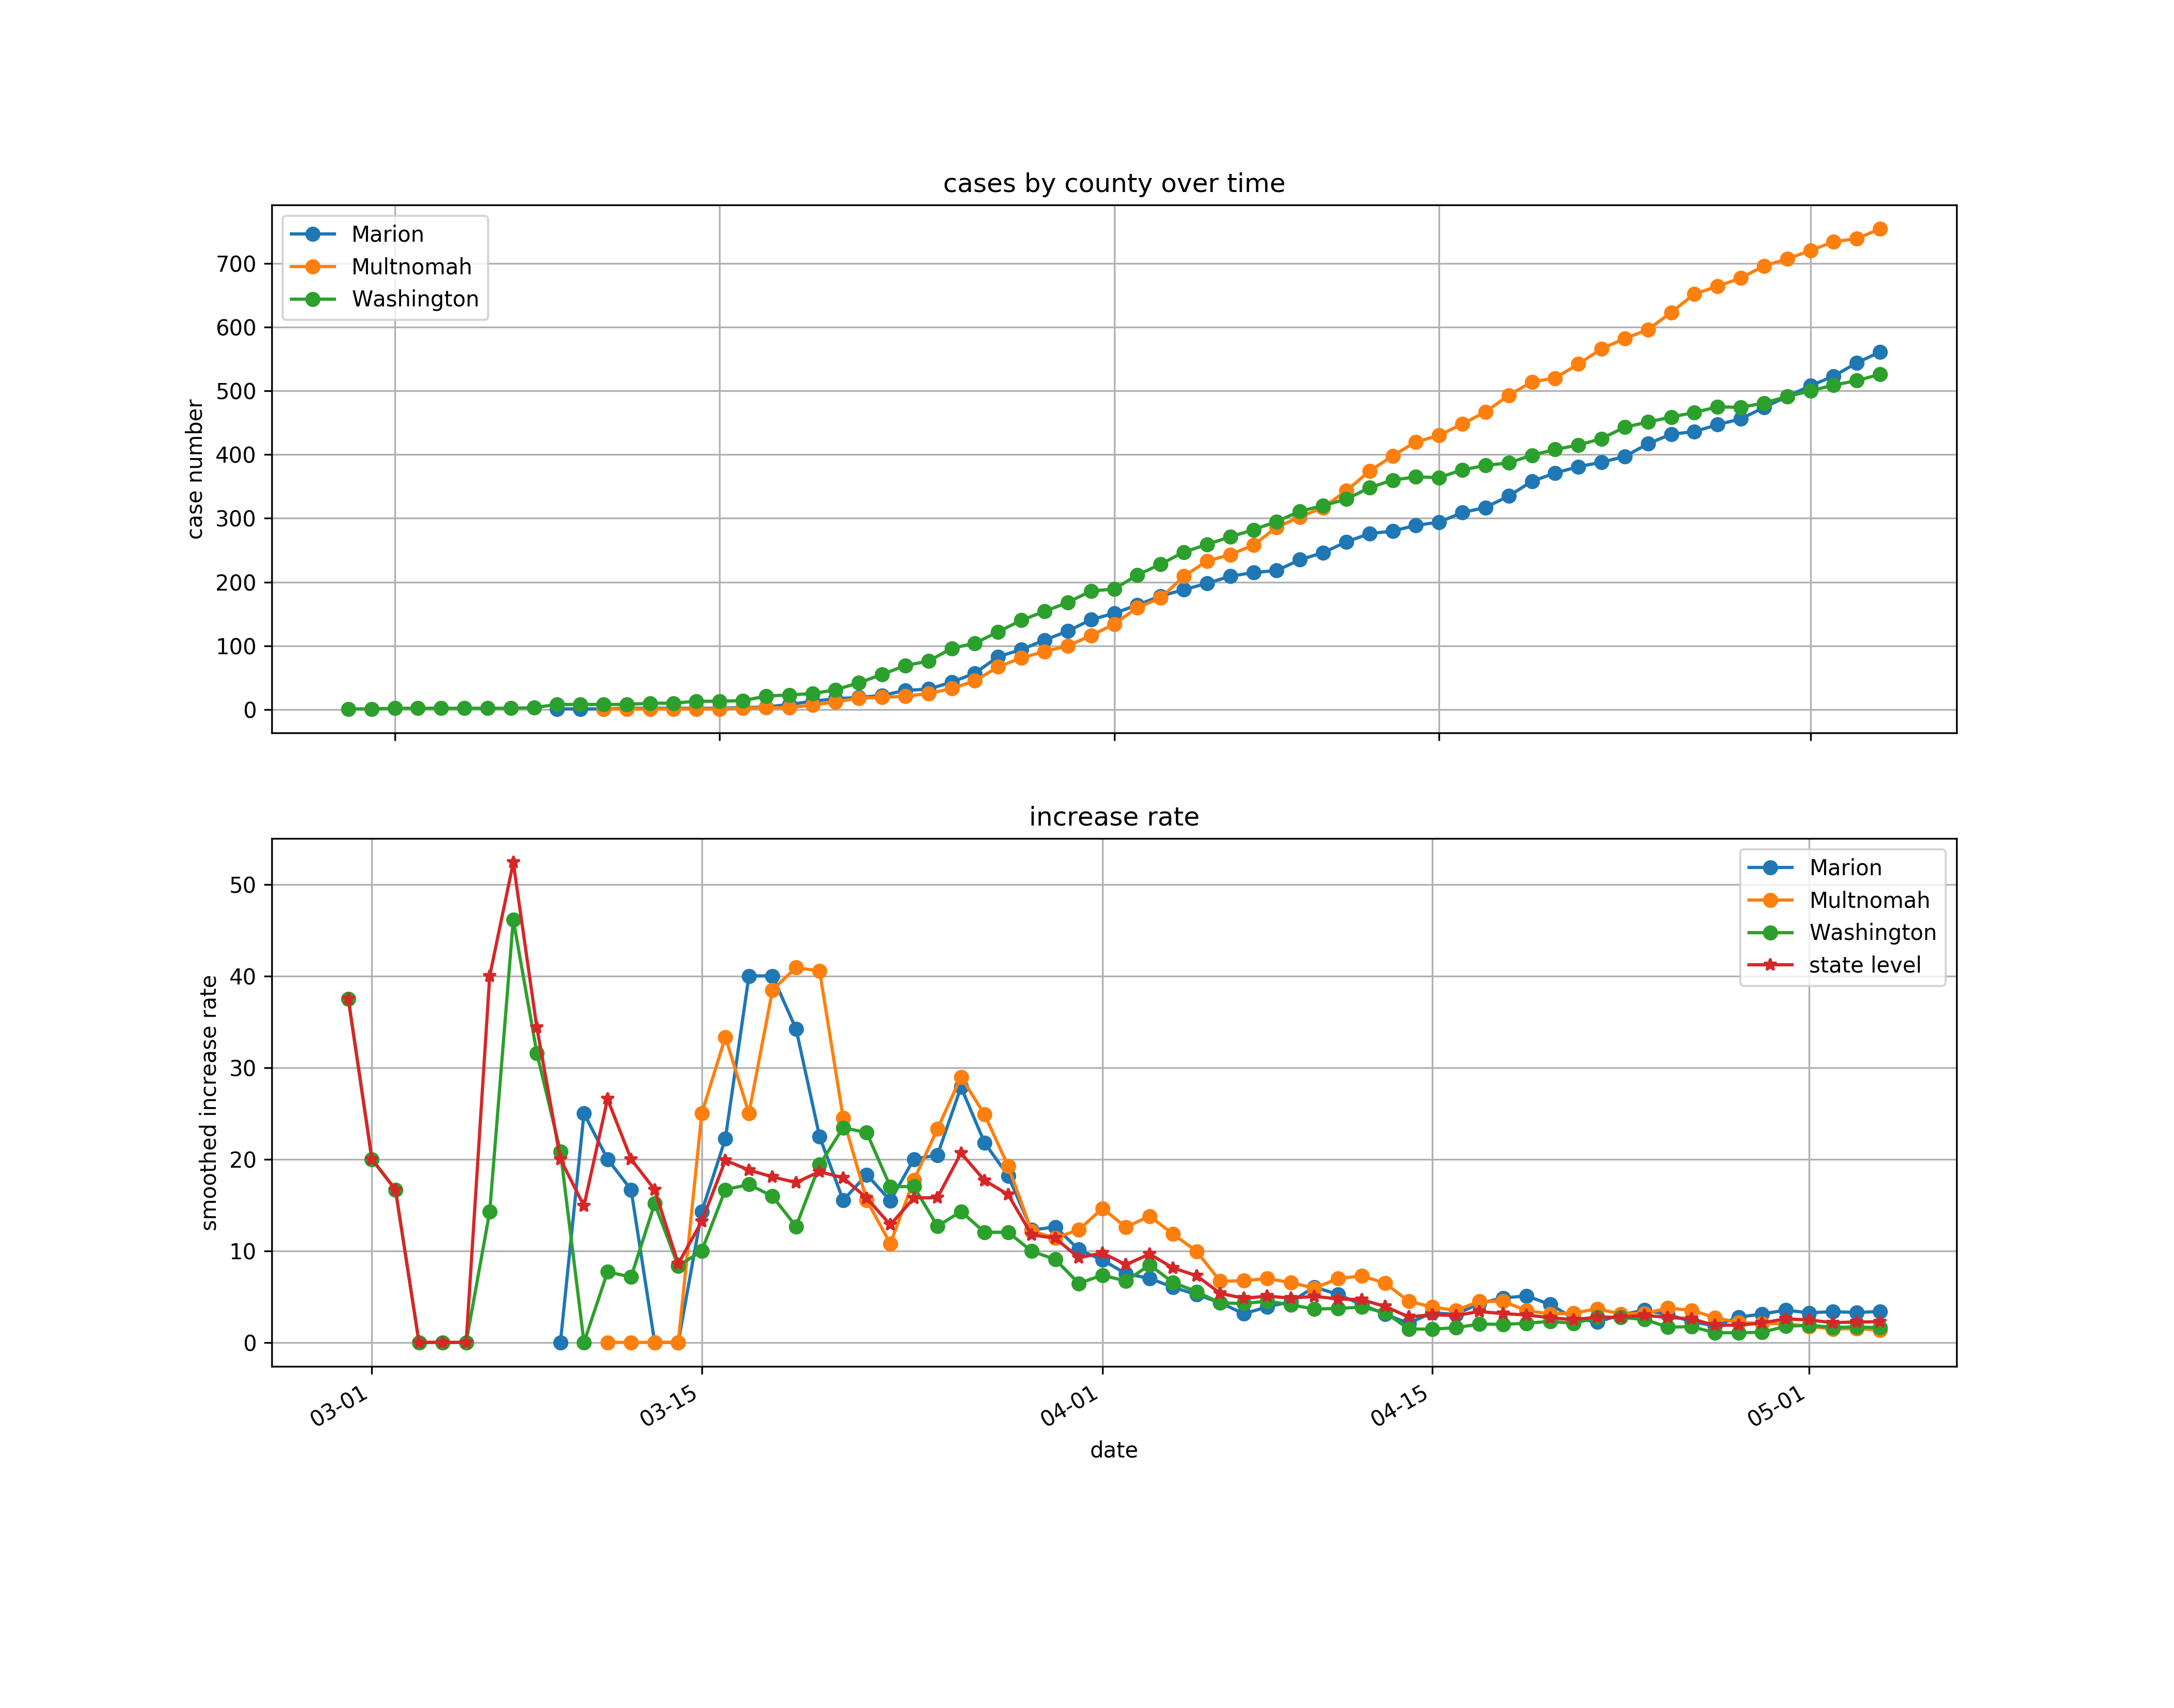 cases by county over time
Marion
Multnomah
Washington
700
600
500
400
300
200
100
0
case number
increase rate
Marion
Multnomah
Washington
state level
50
40
30
20
10
0
smoothed increase rate
03-01
03-15
04-01
04-15
05-01
date